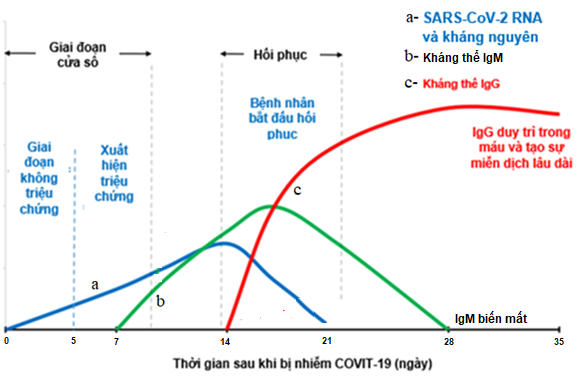 Giai đoạn
cửa sổ
Hồi phục
a- SARS-CoV-2 RNA
và kháng nguyên
b- Kháng thể IgM
c- Kháng thể IgG
Bệnh nhân
bắt đầu hồi
phục
IgG duy trì trong
máu và tạo sự
miễn dịch lâu dài
Giai
đoạn
không
triệu
chứng
Xuất
hiện
triệu
chứng
a
b
c
IgM biến mất
0 5 7 14 21 28 35
Thời gian sau khi bị nhiễm COVIT-19 (ngày)